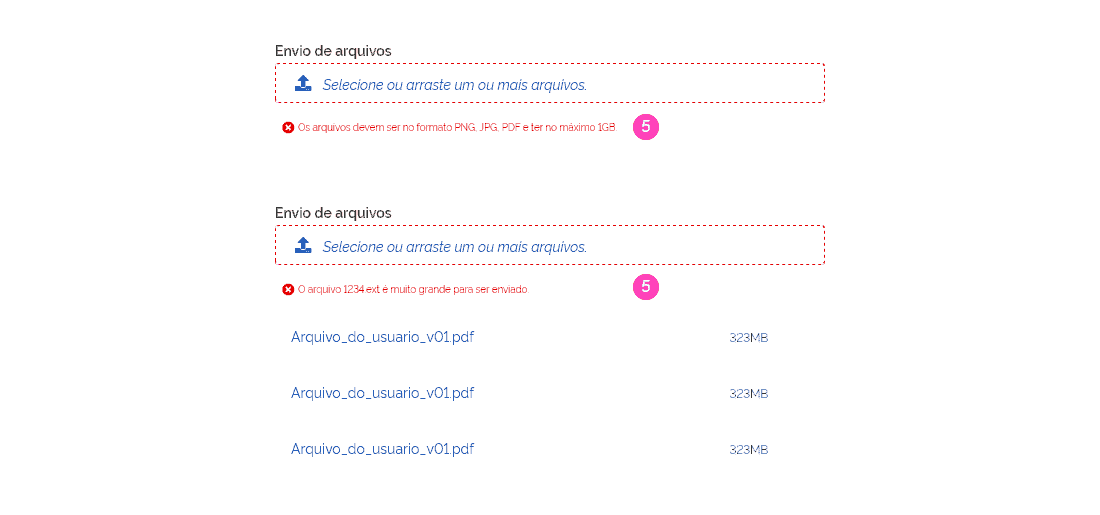 Envio de arquivos
Selecione ou arraste um ou mais arquivos.
Os arquivos devem ser no formato PNG, JPG, PDF e ter no máximo 1GB 5
Envio de arquivos
Selecione ou arraste um ou mais arquivos.
O arquivo 1234.ext é muito grande para ser enviado. 5
Arquivo_do_usuario_v01.pdf 323MB
Arquivo_do_usuario_v01.pdf 323MB
Arquivo_do_usuario_v01.pdf 323MB